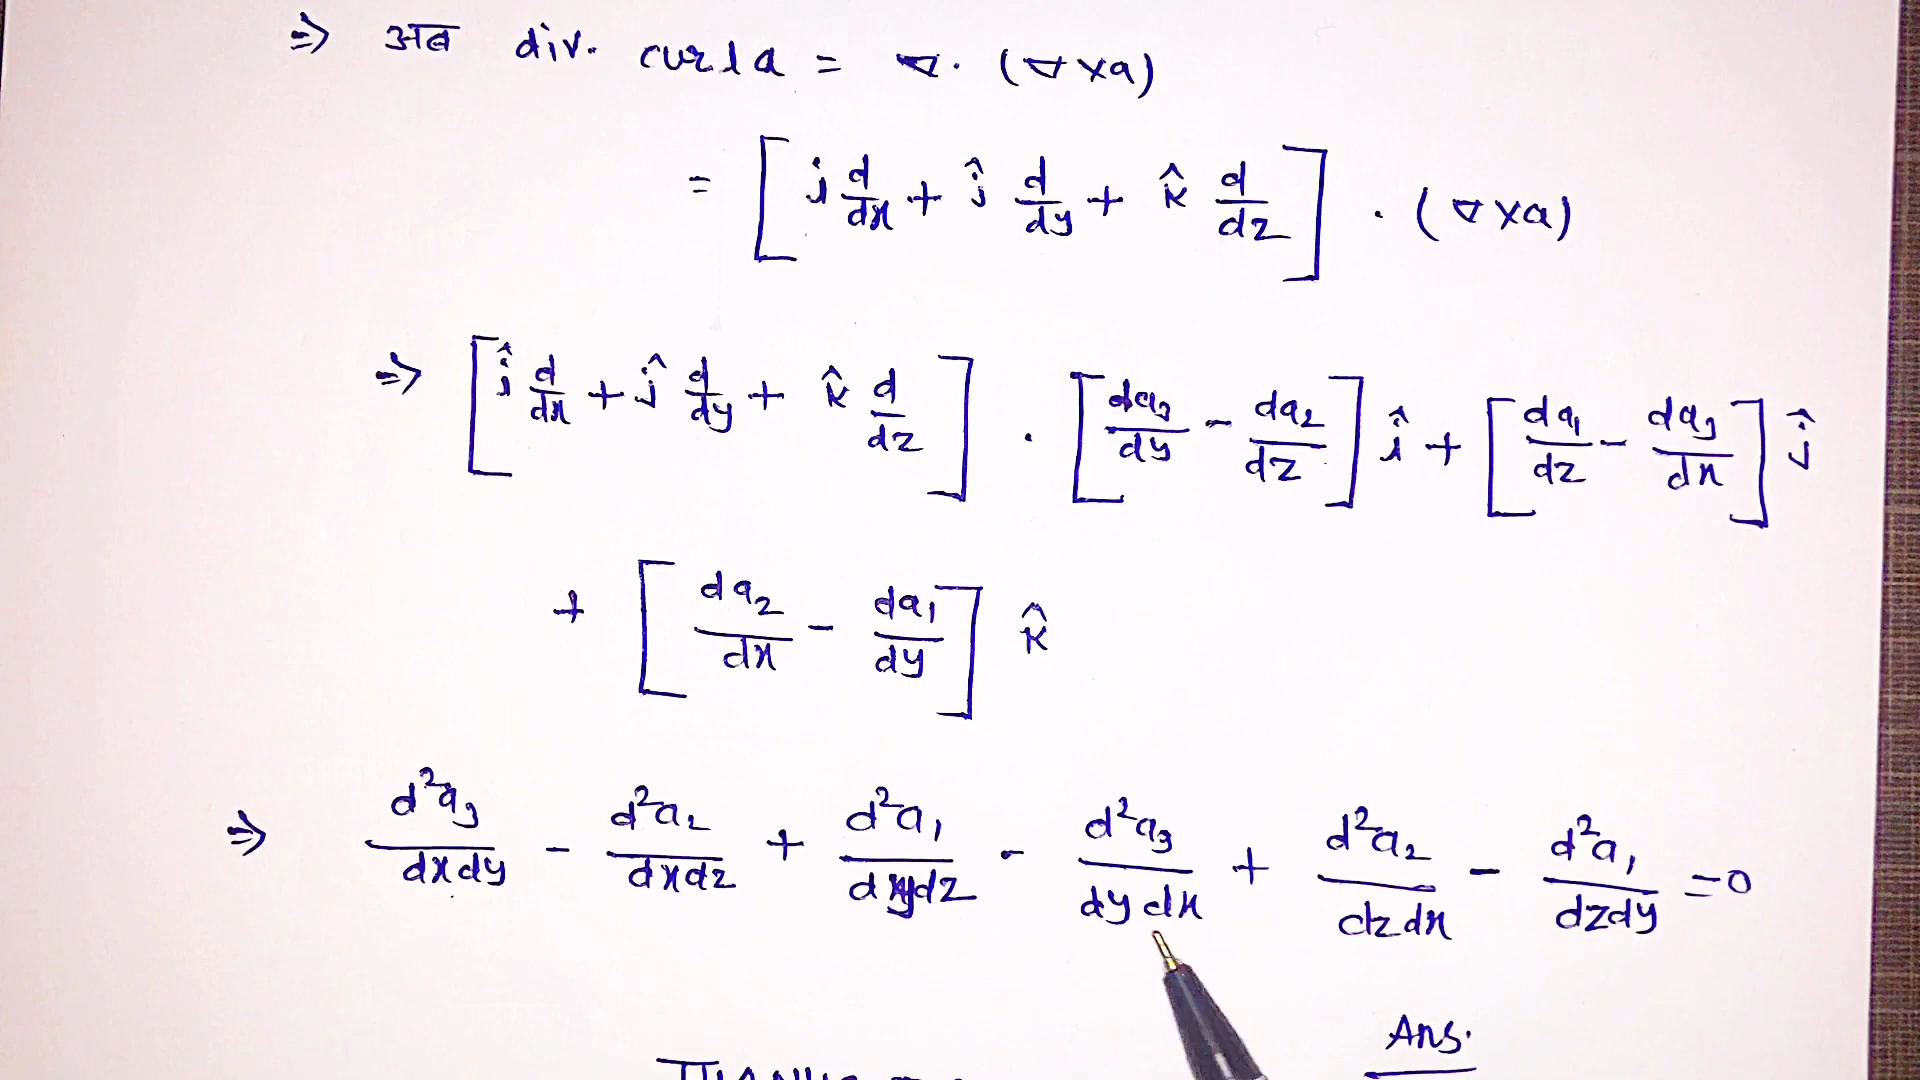 ⇒ अब div. curl a = ∇. (∇×a)
= [i d/dx + ĵ d/dy + k̂ d/dz] . (∇×a)
⇒ [î d/dx + ĵ d/dy + k̂ d/dz] . [da₃/dy - da₂/dz] î + [da₁/dz - da₃/dx] ĵ
+ [da₂/dx - da₁/dy] k̂
⇒ d²a₃/dxdy - d²a₂/dxdz + d²a₁/dydz - d²a₃/dydx + d²a₂/dzdx - d²a₁/dzdy = 0
Ans.